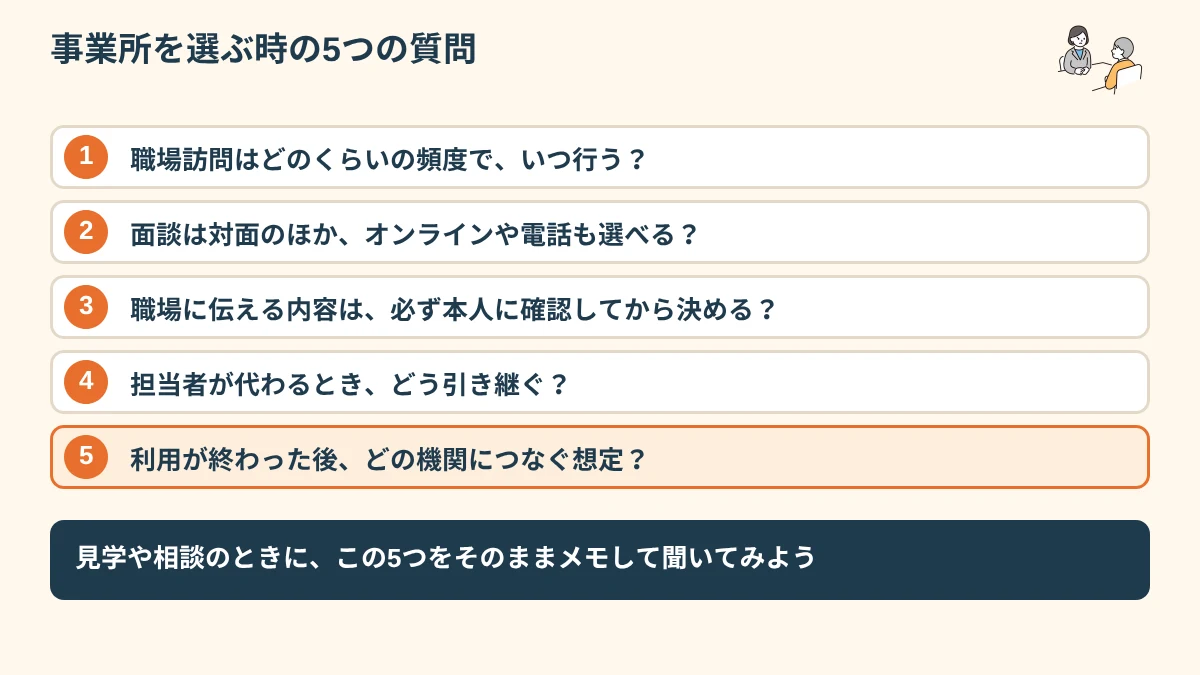 事業所を選ぶ時の5つの質問
1 職場訪問はどのくらいの頻度で、いつ行う？
2 面談は対面のほか、オンラインや電話も選べる？
3 職場に伝える内容は、必ず本人に確認してから決める？
4 担当者が代わるとき、どう引き継ぐ？
5 利用が終わった後、どの機関につなぐ想定？
見学や相談のときに、この5つをそのままメモして聞いてみよう